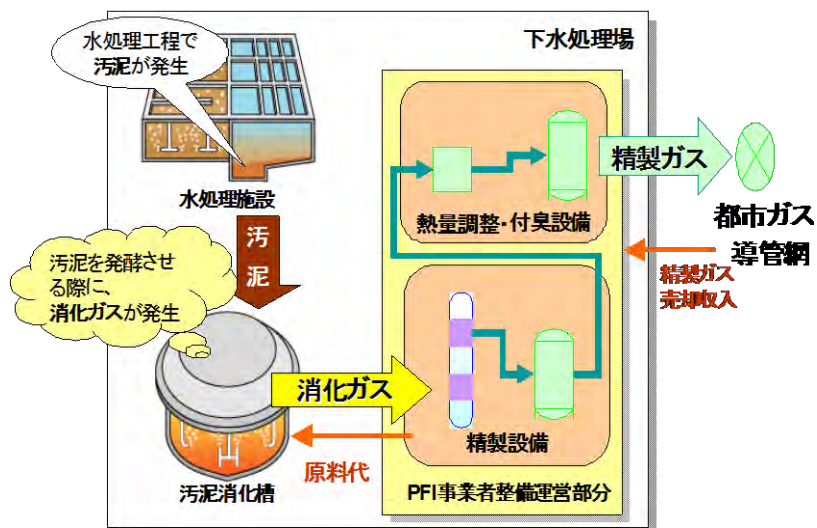 下水処理場
水処理工程で
汚泥が発生
水処理施設
汚
泥
汚泥を発酵させ
る際に、
消化ガスが発生
汚泥消化槽
消化ガス
原料代
熱量調整・付臭設備
精製設備
PFI事業者整備運営部分
精製ガス
都市ガス
導管網
精製ガス
売却収入